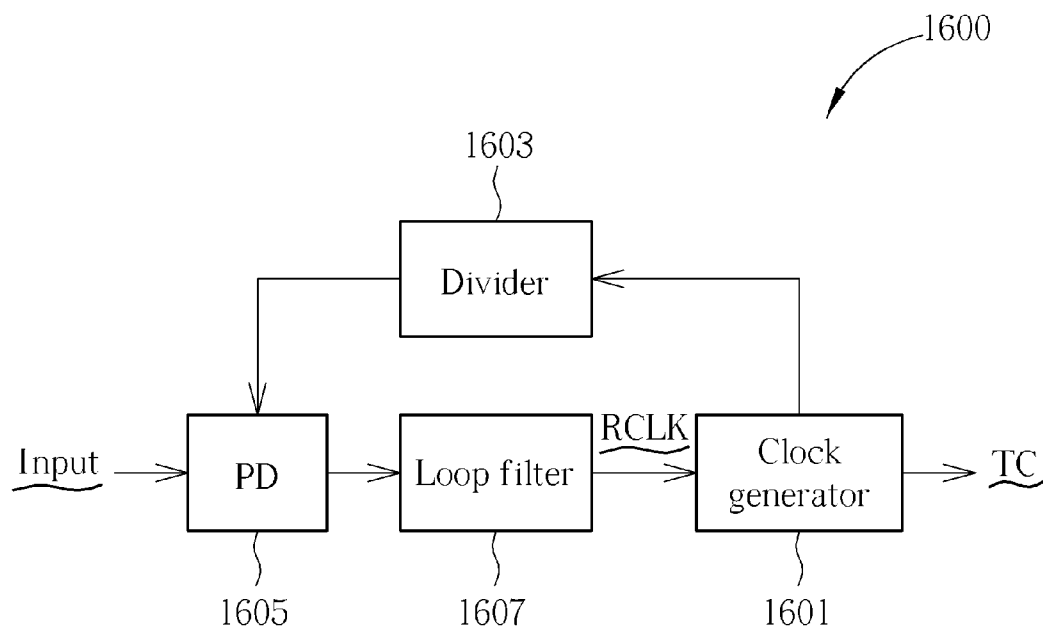 1600
1603
Divider
Input
PD
Loop filter
RCLK
Clock
generator
TC
1605
1607
1601